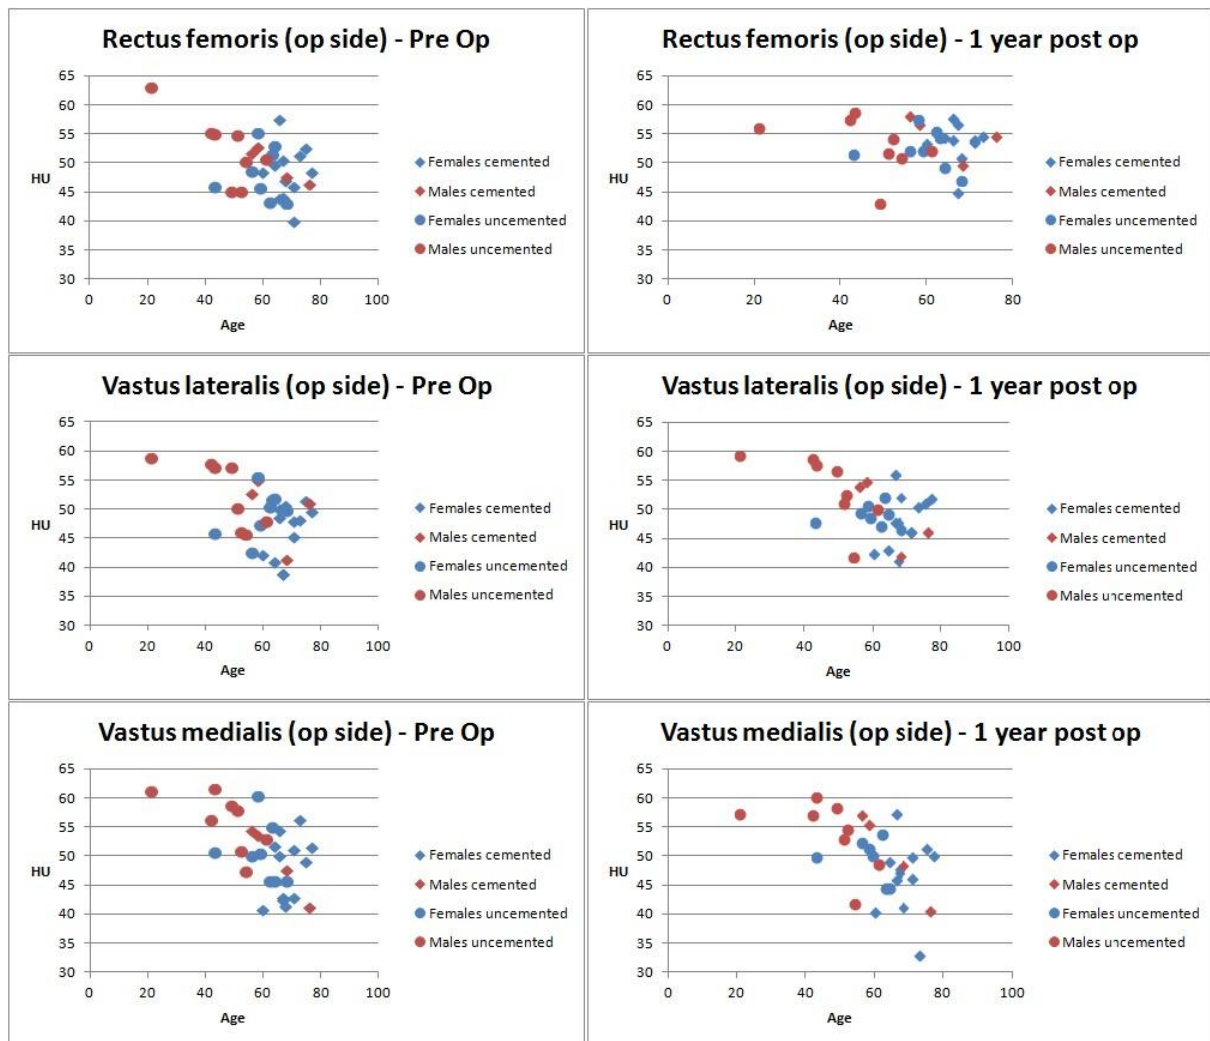 Rectus femoris (op side) - Pre Op
65
60
55
50
HU
45
40
35
30
0 20 40 60 80 100
Age
Females cemented
Males cemented
Females uncemented
Males uncemented
Rectus femoris (op side) - 1 year post op
65
60
55
50
HU
45
40
35
30
0 20 40 60 80
Age
Females cemented
Males cemented
Females uncemented
Males uncemented
Vastus lateralis (op side) - Pre Op
65
60
55
50
HU
45
40
35
30
0 20 40 60 80 100
Age
Females cemented
Males cemented
Females uncemented
Males uncemented
Vastus lateralis (op side) - 1 year post op
65
60
55
50
HU
45
40
35
30
0 20 40 60 80 100
Age
Females cemented
Males cemented
Females uncemented
Males uncemented
Vastus medialis (op side) - Pre Op
65
60
55
50
HU
45
40
35
30
0 20 40 60 80 100
Age
Females cemented
Males cemented
Females uncemented
Males uncemented
Vastus medialis (op side) - 1 year post op
65
60
55
50
HU
45
40
35
30
0 20 40 60 80 100
Age
Females cemented
Males cemented
Females uncemented
Males uncemented